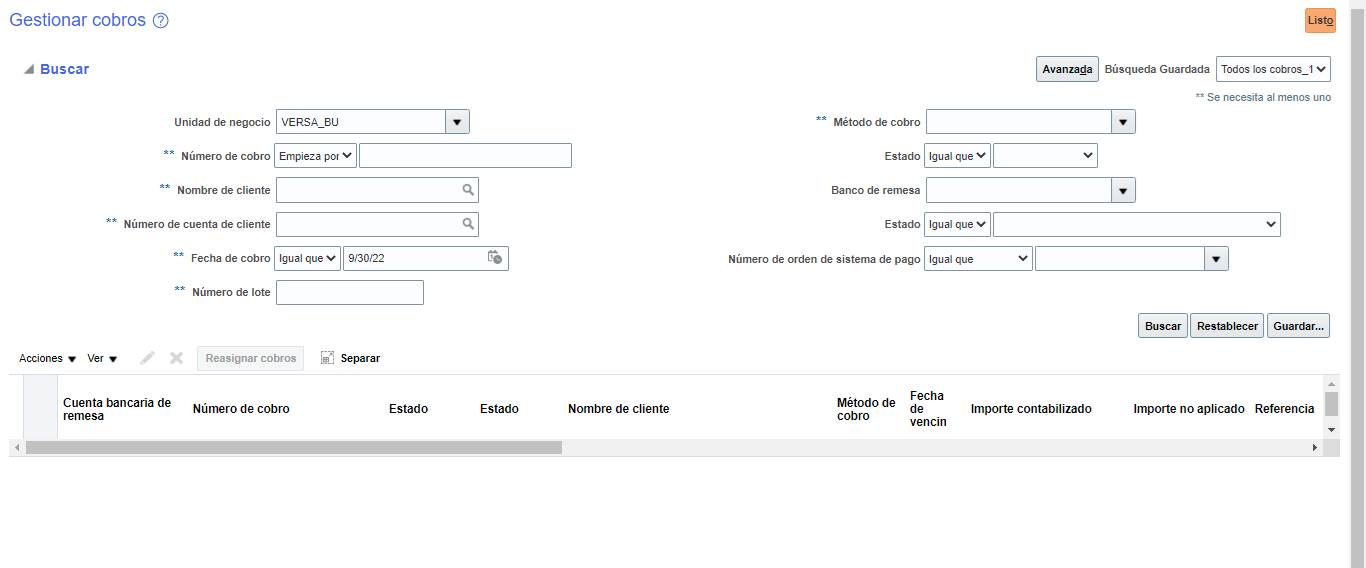 Gestionar cobros ?
Listo
Buscar
Avanzada Búsqueda Guardada Todos los cobros_1
** Se necesita al menos uno
Unidad de negocio VERSA_BU
** Método de cobro
** Número de cobro Empieza por
Estado Igual que
** Nombre de cliente
Banco de remesa
** Número de cuenta de cliente
Estado Igual que
** Fecha de cobro Igual que 9/30/22
Número de orden de sistema de pago Igual que
** Número de lote
Buscar Restablecer Guardar...
Acciones Ver Reasignar cobros Separar
Cuenta bancaria de
remesa
Número de cobro
Estado
Estado
Nombre de cliente
Método de
cobro
Fecha
de
vencin
Importe contabilizado
Importe no aplicado
Referencia